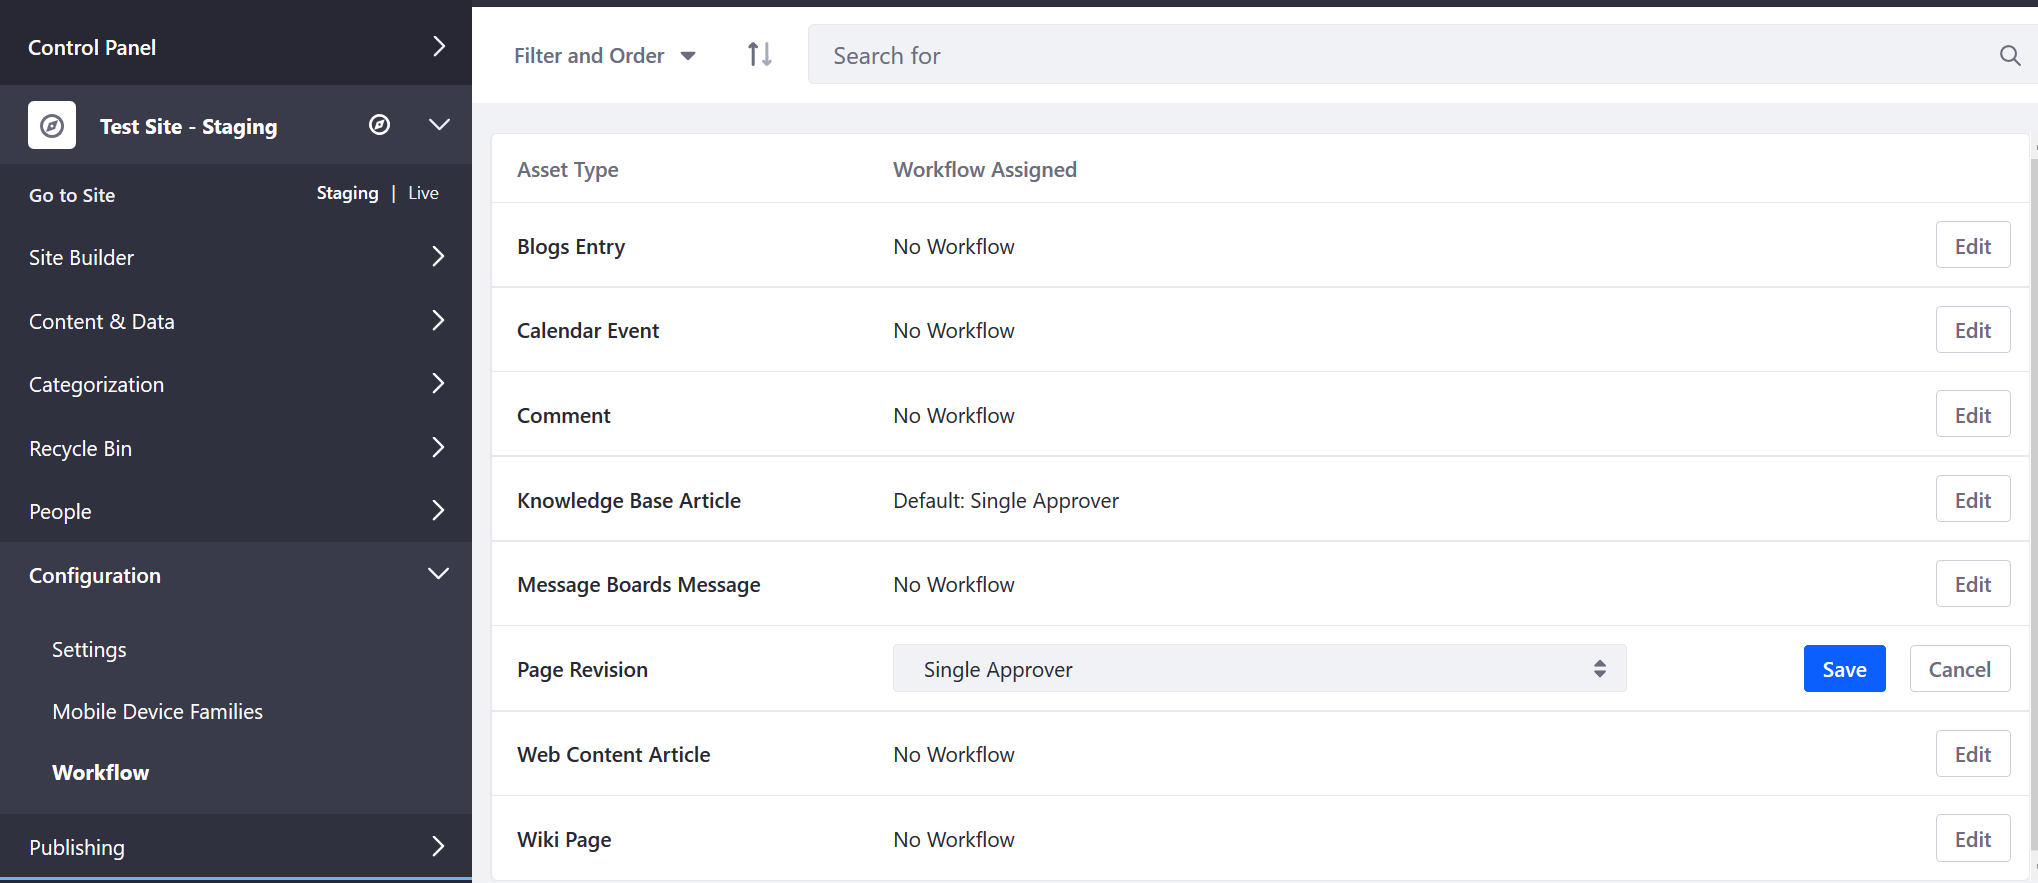 Control Panel
Test Site - Staging
Go to Site Staging | Live
Site Builder
Content & Data
Categorization
Recycle Bin
People
Configuration
Settings
Mobile Device Families
Workflow
Publishing
Filter and Order Search for
Asset Type Workflow Assigned
Blogs Entry No Workflow Edit
Calendar Event No Workflow Edit
Comment No Workflow Edit
Knowledge Base Article Default: Single Approver Edit
Message Boards Message No Workflow Edit
Page Revision Single Approver Save Cancel
Web Content Article No Workflow Edit
Wiki Page No Workflow Edit